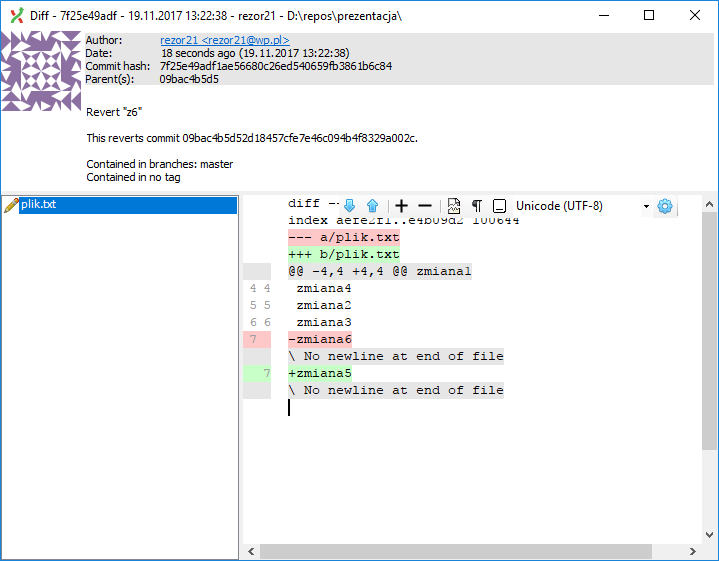 Diff - 7f25e49adf - 19.11.2017 13:22:38 - rezor21 - D:\repos\prezentacja\
Author: rezor21 <rezor21@wp.pl>
Date: 18 seconds ago (19.11.2017 13:22:38)
Commit hash: 7f25e49adf1ae56680c26ed540659fb3861b6c84
Parent(s): 09bac4b5d5
Revert "z6"
This reverts commit 09bac4b5d52d18457cfe7e46c094b4f8329a002c.
Contained in branches: master
Contained in no tag
plik.txt
diff --
Unicode (UTF-8)
index aefe2f1..e4b09d2 100644
--- a/plik.txt
+++ b/plik.txt
@@ -4,4 +4,4 @@ zmiana1
4 4 zmiana4
5 5 zmiana2
6 6 zmiana3
7 -zmiana6
\ No newline at end of file
7 +zmiana5
\ No newline at end of file